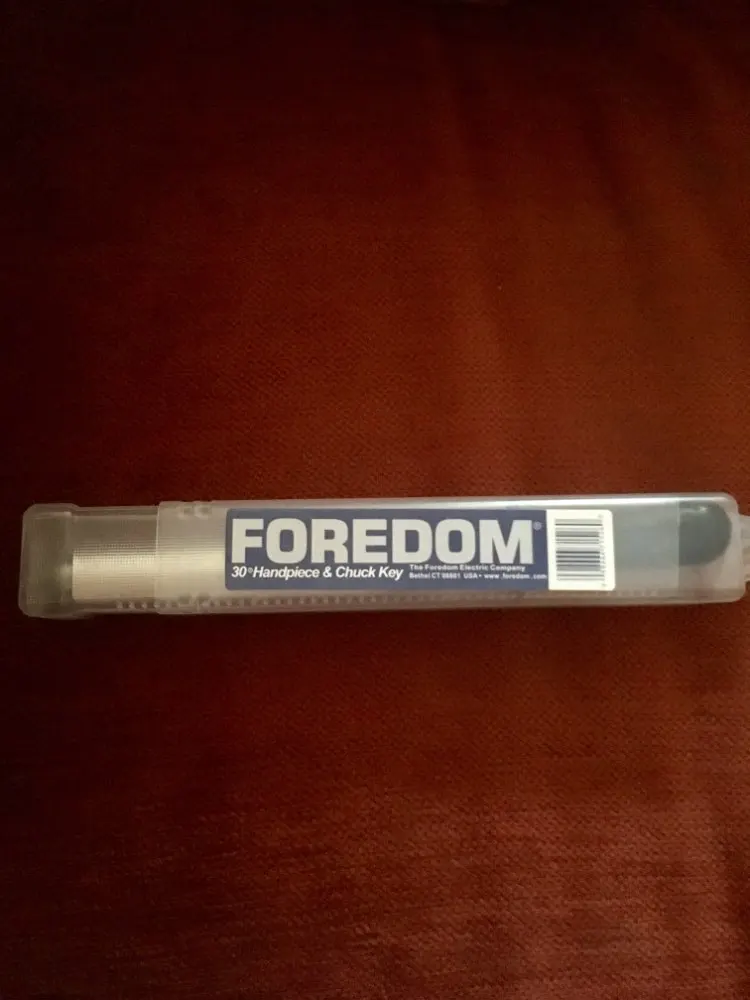 FOREDOM®
30° Handpiece & Chuck Key
The Foredom Electric Company
Bethel CT 06801 USA • www.foredom.com